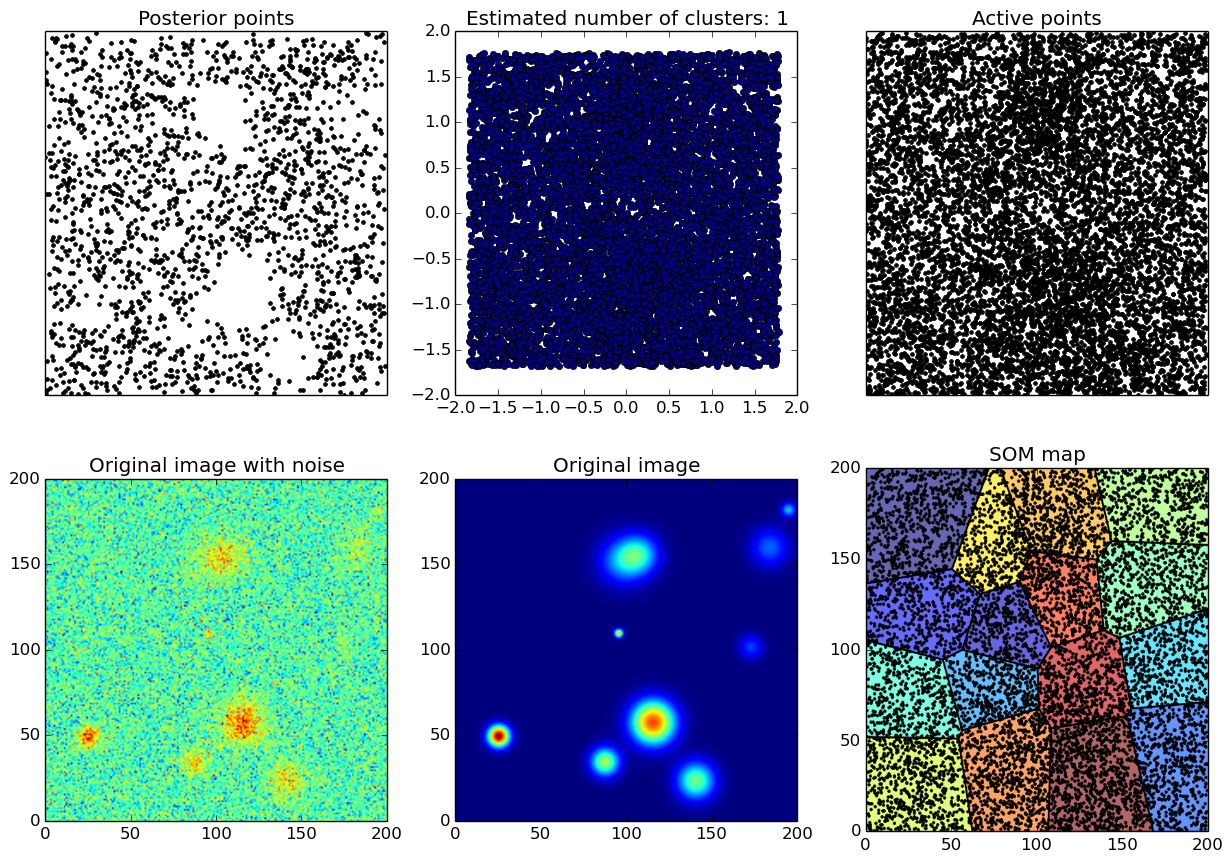 Posterior points
Estimated number of clusters: 1
Active points
2.0
1.5
1.0
0.5
0.0
−0.5
−1.0
−1.5
−2.0
−2.0 −1.5 −1.0 −0.5 0.0 0.5 1.0 1.5 2.0
Original image with noise
Original image
SOM map
200
150
100
50
0
0 50 100 150 200
200
150
100
50
0
0 50 100 150 200
200
150
100
50
0
0 50 100 150 200